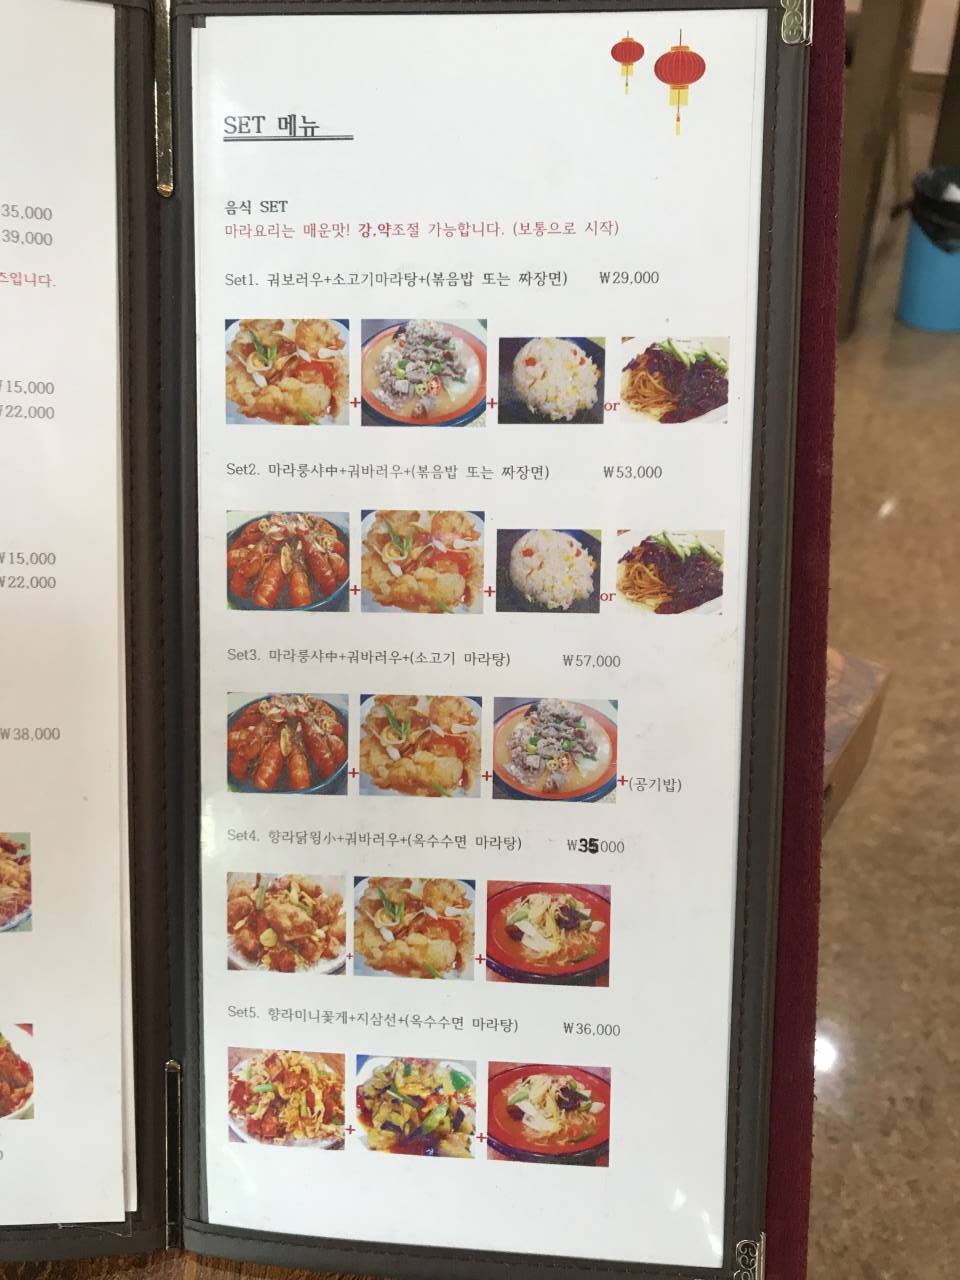 35,000
39,000
즈입니다.
₩15,000
₩22,000
₩15,000
₩22,000
₩38,000
SET 메뉴
음식 SET
마라요리는 매운맛! 강,약조절 가능합니다. (보통으로 시작)
Set1. 궈보러우+소고기마라탕+(볶음밥 또는 짜장면) ₩29,000
+ + or
Set2. 마라룽샤中+궈바러우+(볶음밥 또는 짜장면) ₩53,000
+ + or
Set3. 마라룽샤中+궈바러우+(소고기 마라탕) ₩57,000
+ + +(공기밥)
Set4. 향라닭윙小+궈바러우+(옥수수면 마라탕) ₩35000
+ +
Set5. 향라미니꽃게+지삼선+(옥수수면 마라탕) ₩36,000
+ +